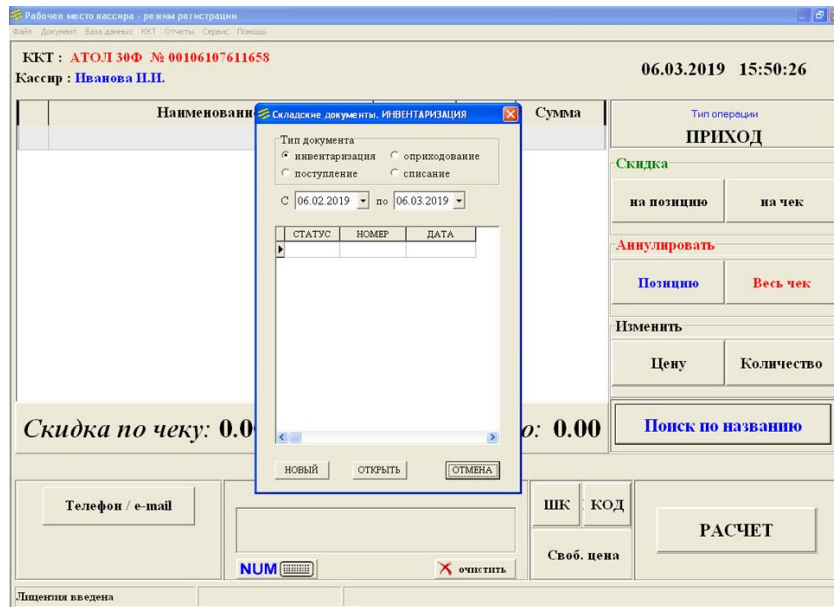 Рабочее место кассира - режим регистрации
Файл Документ База данных ККТ Отчеты Сервис Помощь
ККТ : АТОЛ 30Ф № 00106107611658
Кассир : Иванова И.И.
06.03.2019 15:50:26
Сумма
Складские документы. ИНВЕНТАРИЗАЦИЯ
Тип документа
инвентаризация оприходование
поступление списание
С 06.02.2019 по 06.03.2019
СТАТУС НОМЕР ДАТА
НОВЫЙ ОТКРЫТЬ ОТМЕНА
Тип операции
ПРИХОД
Скидка
на позицию на чек
Аннулировать
Позицию Весь чек
Изменить
Цену Количество
Поиск по названию
Скидка по чеку: 0.00
Телефон / e-mail
NUM
очистить
ШК КОД
Своб. цена
РАСЧЕТ
Лицензия введена